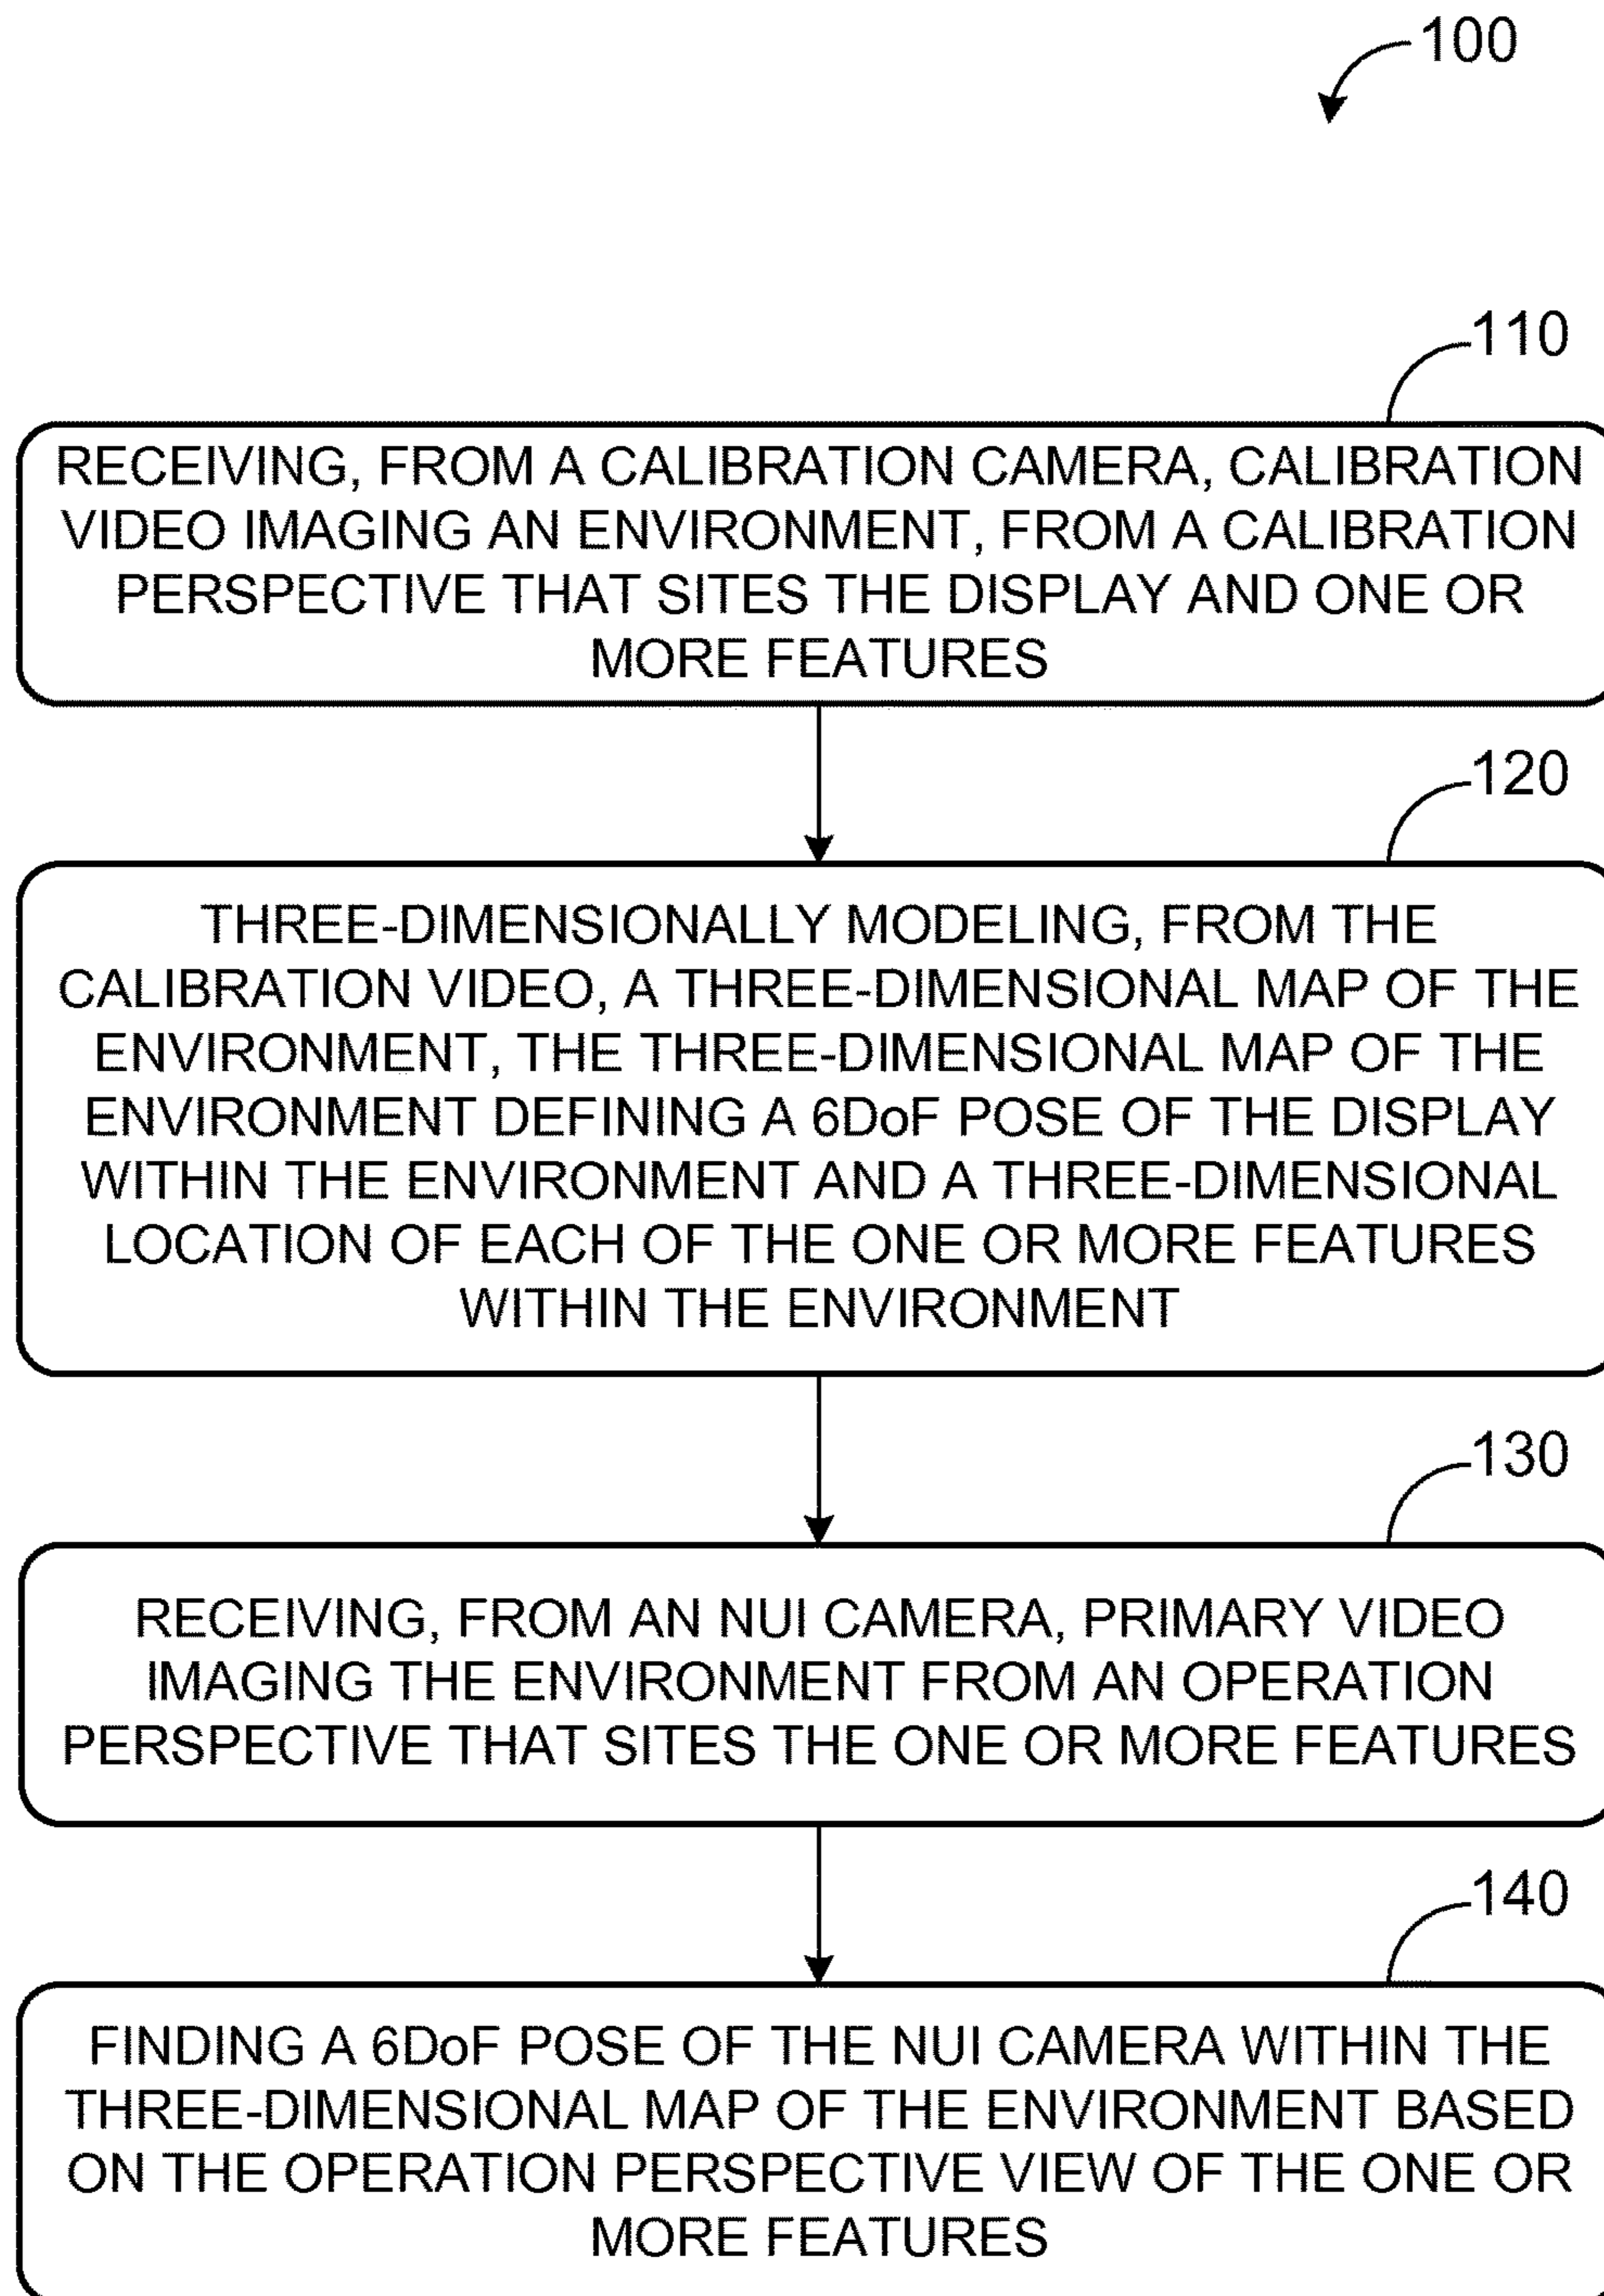 100
110
RECEIVING, FROM A CALIBRATION CAMERA, CALIBRATION
VIDEO IMAGING AN ENVIRONMENT, FROM A CALIBRATION
PERSPECTIVE THAT SITES THE DISPLAY AND ONE OR
MORE FEATURES
120
THREE-DIMENSIONALLY MODELING, FROM THE
CALIBRATION VIDEO, A THREE-DIMENSIONAL MAP OF THE
ENVIRONMENT, THE THREE-DIMENSIONAL MAP OF THE
ENVIRONMENT DEFINING A 6DoF POSE OF THE DISPLAY
WITHIN THE ENVIRONMENT AND A THREE-DIMENSIONAL
LOCATION OF EACH OF THE ONE OR MORE FEATURES
WITHIN THE ENVIRONMENT
130
RECEIVING, FROM AN NUI CAMERA, PRIMARY VIDEO
IMAGING THE ENVIRONMENT FROM AN OPERATION
PERSPECTIVE THAT SITES THE ONE OR MORE FEATURES
140
FINDING A 6DoF POSE OF THE NUI CAMERA WITHIN THE
THREE-DIMENSIONAL MAP OF THE ENVIRONMENT BASED
ON THE OPERATION PERSPECTIVE VIEW OF THE ONE OR
MORE FEATURES